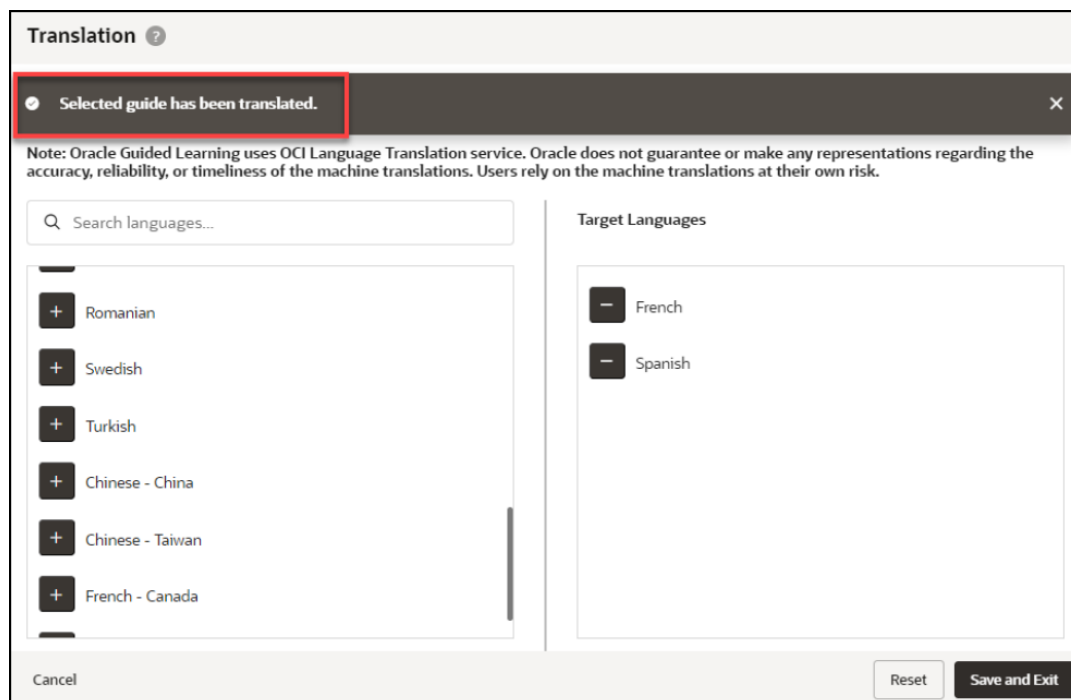 Translation ?
Selected guide has been translated.
Note: Oracle Guided Learning uses OCI Language Translation service. Oracle does not guarantee or make any representations regarding the
accuracy, reliability, or timeliness of the machine translations. Users rely on the machine translations at their own risk.
Search languages...
Target Languages
Romanian
Swedish
Turkish
Chinese - China
Chinese - Taiwan
French - Canada
French
Spanish
Cancel
Reset
Save and Exit